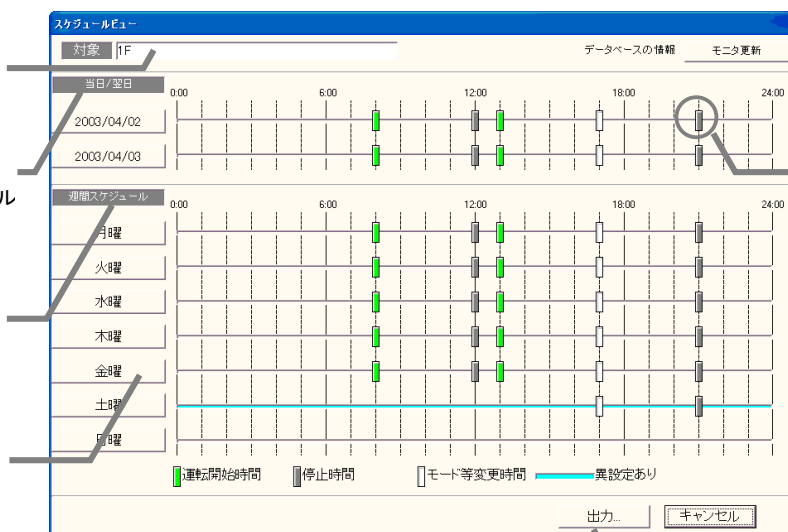 スケジュールビュー
対象 1F データベースの情報 モニタ更新
当日/翌日
0:00 6:00 12:00 18:00 24:00
2003/04/02
2003/04/03
ル
週間スケジュール
0:00 6:00 12:00 18:00 24:00
月曜
火曜
水曜
木曜
金曜
土曜
日曜
運転開始時間 停止時間 モード等変更時間 異設定あり
出力... キャンセル